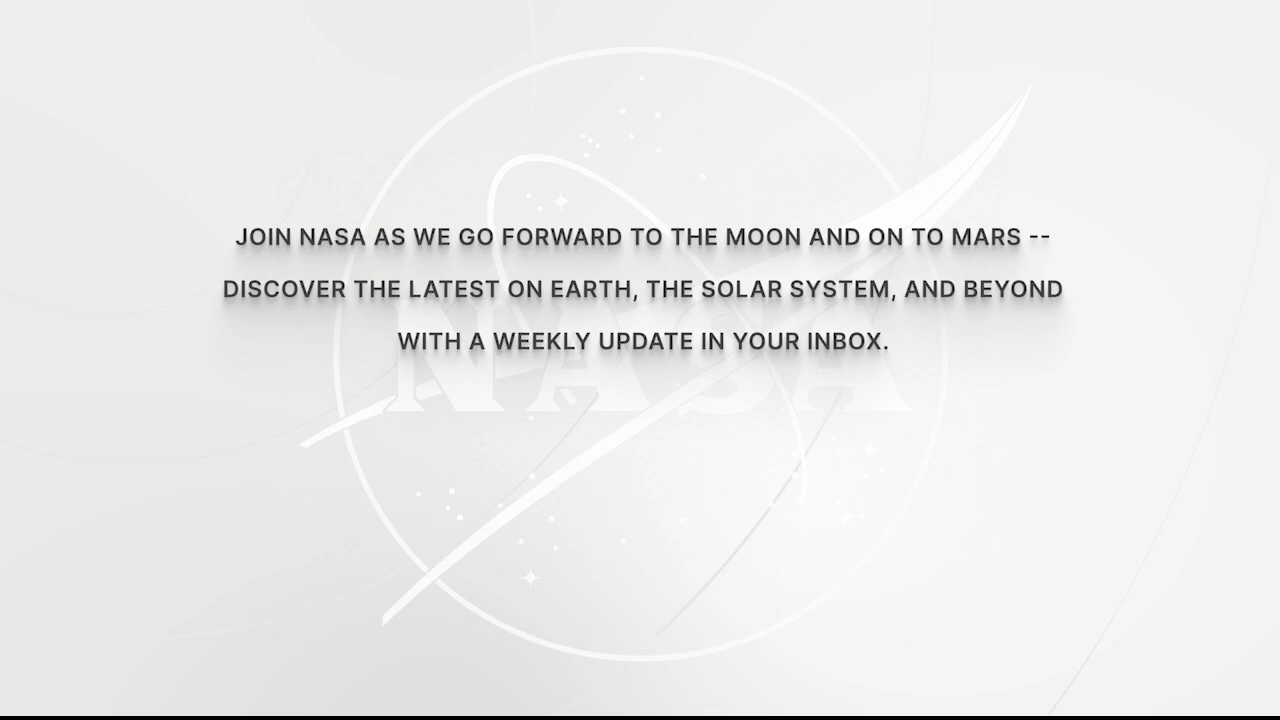 JOIN NASA AS WE GO FORWARD TO THE MOON AND ON TO MARS --
DISCOVER THE LATEST ON EARTH, THE SOLAR SYSTEM, AND BEYOND
WITH A WEEKLY UPDATE IN YOUR INBOX.
NASA